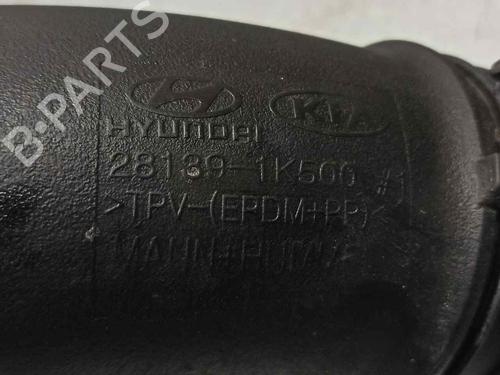 B-PARTS
HYUNDAI KIA
28139-1K500 #1
>TPV-(EPDM+PP)<
MANN+HUMMEL